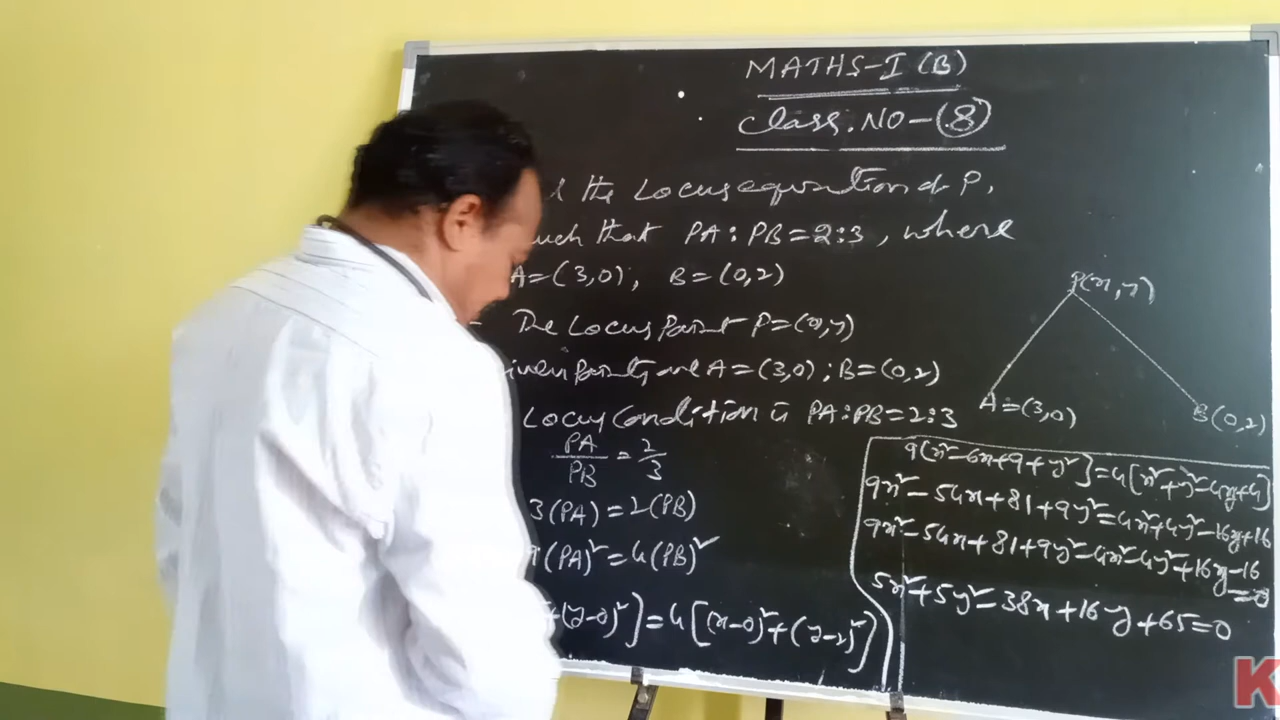 MATHS-I (B)
Class. NO-(8)
the Locus equation of P,
such that PA : PB = 2:3, where
A=(3,0), B=(0,2)
The Locus Point P=(x,y)
Given Points are A=(3,0); B=(0,2)
Locus Condition is PA:PB=2:3
PA/PB = 2/3
3(PA)=2(PB)
9(PA)²=4(PB)²
+(y-0)²]=4[(x-0)²+(y-2)²]
P(x,y)
A=(3,0)
B(0,2)
9[x²-6x+9+y²]=4[x²+y²-4y+4]
9x²-54x+81+9y²=4x²+4y²-16y+16
9x²-54x+81+9y²-4x²-4y²+16y-16
=0
5x²+5y²-38x+16y+65=0
K